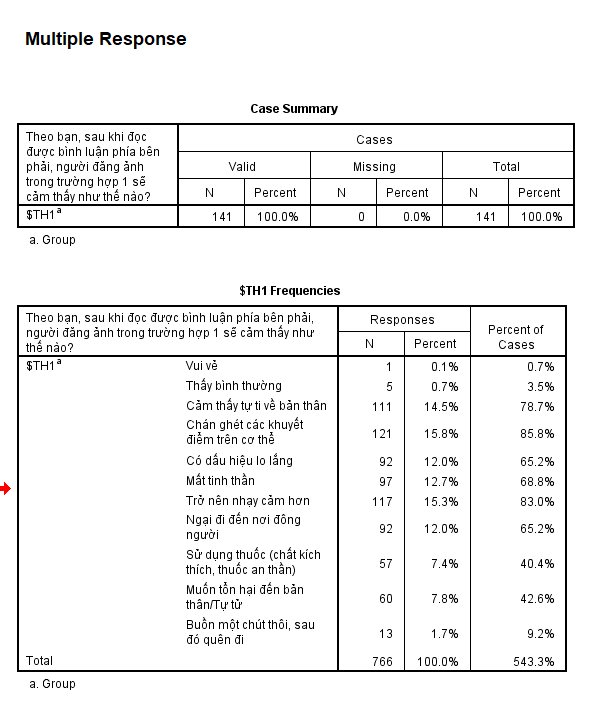 Multiple Response
Case Summary
Theo bạn, sau khi đọc
được bình luận phía bên
phải, người đăng ảnh
trong trường hợp 1 sẽ
cảm thấy như thế nào?
Cases
Valid Missing Total
N Percent N Percent N Percent
$TH1a 141 100.0% 0 0.0% 141 100.0%
a. Group
$TH1 Frequencies
Theo bạn, sau khi đọc được bình luận phía bên phải,
người đăng ảnh trong trường hợp 1 sẽ cảm thấy như
thế nào?
Responses
Percent of
Cases
N Percent
$TH1a Vui vẻ 1 0.1% 0.7%
Thấy bình thường 5 0.7% 3.5%
Cảm thấy tự ti về bản thân 111 14.5% 78.7%
Chán ghét các khuyết
điểm trên cơ thể 121 15.8% 85.8%
Có dấu hiệu lo lắng 92 12.0% 65.2%
Mất tinh thần 97 12.7% 68.8%
Trở nên nhạy cảm hơn 117 15.3% 83.0%
Ngại đi đến nơi đông
người 92 12.0% 65.2%
Sử dụng thuốc (chất kích
thích, thuốc an thần) 57 7.4% 40.4%
Muốn tổn hại đến bản
thân/Tự tử 60 7.8% 42.6%
Buồn một chút thôi, sau
đó quên đi 13 1.7% 9.2%
Total 766 100.0% 543.3%
a. Group